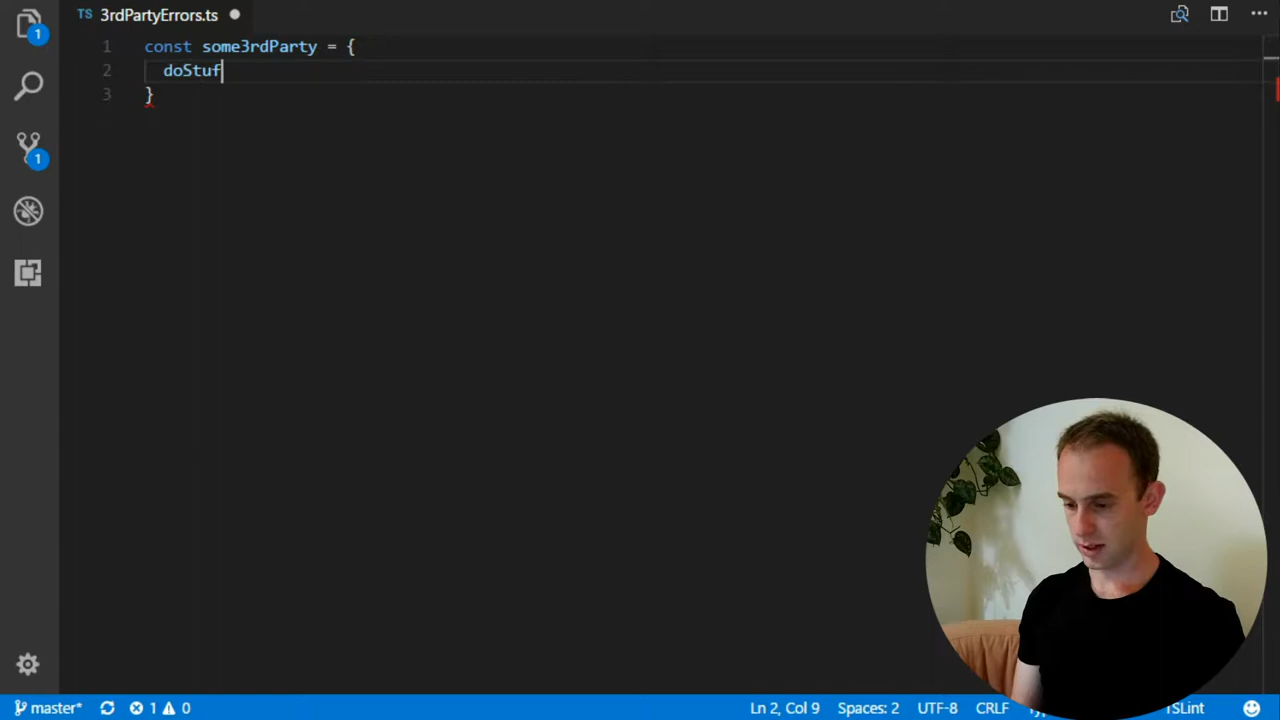 TS 3rdPartyErrors.ts
1
1 const some3rdParty = {
2 doStuf
3 }
1
master* 1 0 Ln 2, Col 9 Spaces: 2 UTF-8 CRLF TSLint